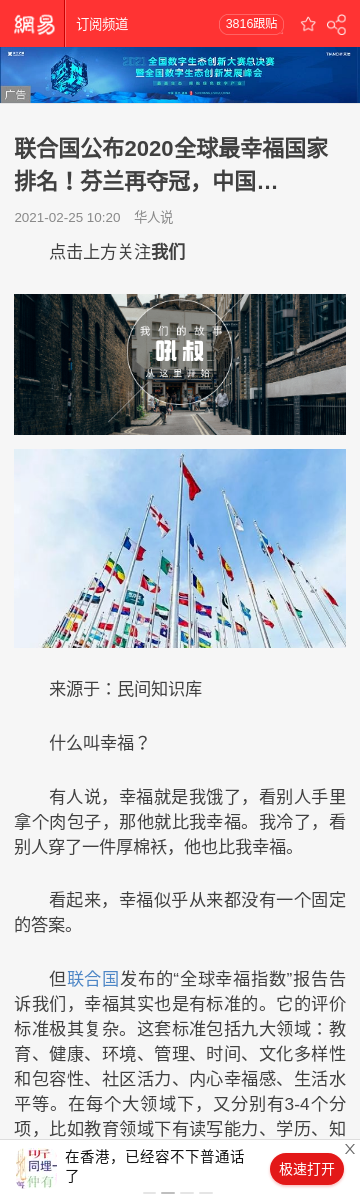 網易
订阅频道
3816跟贴
2023 全国数字生态创新大赛总决赛
暨全国数字生态创新发展峰会
广告
联合国公布2020全球最幸福国家
排名！芬兰再夺冠，中国...
2021-02-25 10:20 华人说
点击上方关注我们
我们的故事
吼叔
从这里开始
来源于：民间知识库
什么叫幸福？
有人说，幸福就是我饿了，看别人手里
拿个肉包子，那他就比我幸福。我冷了，看
别人穿了一件厚棉袄，他也比我幸福。
看起来，幸福似乎从来都没有一个固定
的答案。
但联合国发布的“全球幸福指数”报告告
诉我们，幸福其实也是有标准的。它的评价
标准极其复杂。这套标准包括九大领域：教
育、健康、环境、管理、时间、文化多样性
和包容性、社区活力、内心幸福感、生活水
平等。在每个大领域下，又分别有3-4个分
项，比如教育领域下有读写能力、学历、知
在香港，已经容不下普通话
了
极速打开